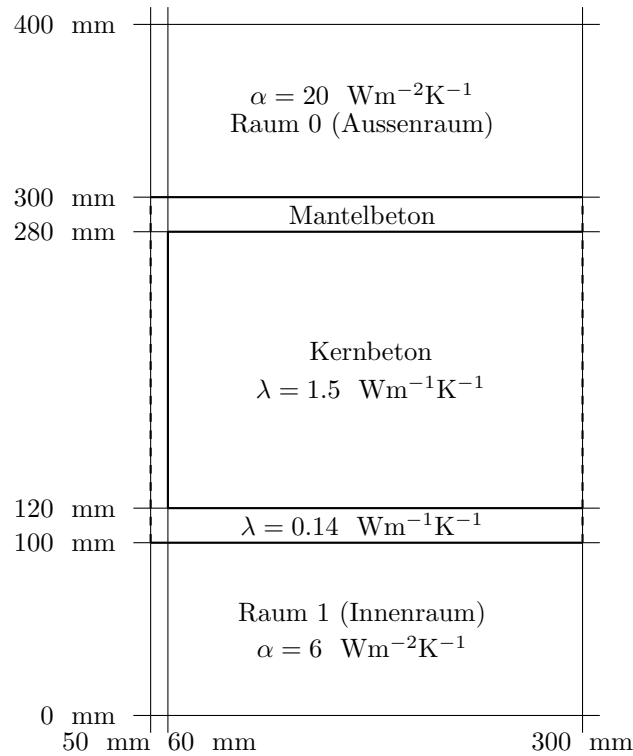 400 mm
α = 20 Wm⁻²K⁻¹
Raum 0 (Aussenraum)
300 mm
Mantelbeton
280 mm
Kernbeton
λ = 1.5 Wm⁻¹K⁻¹
120 mm
λ = 0.14 Wm⁻¹K⁻¹
100 mm
Raum 1 (Innenraum)
α = 6 Wm⁻²K⁻¹
0 mm
50 mm 60 mm 300 mm